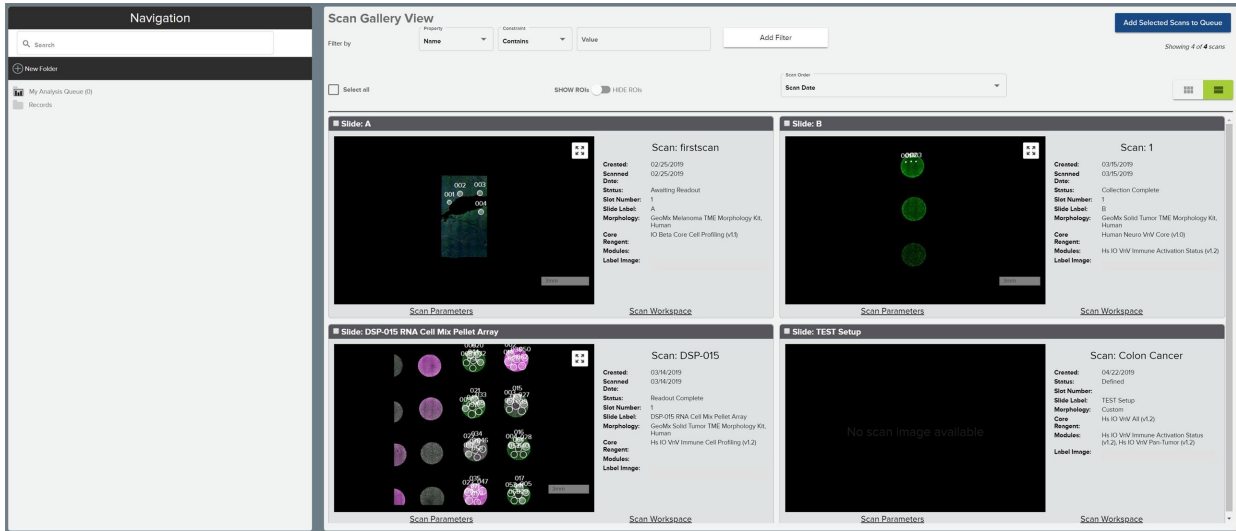 Navigation
Search
New Folder
My Analysis Queue (0)
Records
Scan Gallery View
Filter by
Property
Name
Constraint
Contains
Value
Add Filter
Add Selected Scans to Queue
Showing 4 of 4 scans
Select all
SHOW ROIs
HIDE ROIs
Scan Order
Scan Date
Slide: A
001
002
003
004
5mm
Scan: firstscan
Created: 02/25/2019
Scanned Date: 02/25/2019
Status: Awaiting Readout
Slot Number: 1
Slide Label: A
Morphology: GeoMx Melanoma TME Morphology Kit, Human
Core Reagent: IO Beta Core Cell Profiling (v1.1)
Modules:
Label Image:
Scan Parameters
Scan Workspace
Slide: B
5mm
Scan: 1
Created: 03/15/2019
Scanned Date: 03/15/2019
Status: Collection Complete
Slot Number: 1
Slide Label: B
Morphology: GeoMx Solid Tumor TME Morphology Kit, Human
Core Reagent: Human Neuro VnV Core (v1.0)
Modules: Hs IO VnV Immune Activation Status (v1.2)
Label Image:
Scan Parameters
Scan Workspace
Slide: DSP-015 RNA Cell Mix Pellet Array
021
015
016
017
5mm
Scan: DSP-015
Created: 03/14/2019
Scanned Date: 03/14/2019
Status: Readout Complete
Slot Number: 1
Slide Label: DSP-015 RNA Cell Mix Pellet Array
Morphology: GeoMx Solid Tumor TME Morphology Kit, Human
Core Reagent: Hs IO VnV Immune Cell Profiling (v1.2)
Modules:
Label Image:
Scan Parameters
Scan Workspace
Slide: TEST Setup
No scan image available
Scan: Colon Cancer
Created: 04/22/2019
Status: Defined
Slot Number:
Slide Label: TEST Setup
Morphology: Custom
Core Reagent: Hs IO VnV All (v1.2)
Modules: Hs IO VnV Immune Activation Status (v1.2), Hs IO VnV Pan-Tumor (v1.2)
Label Image:
Scan Parameters
Scan Workspace